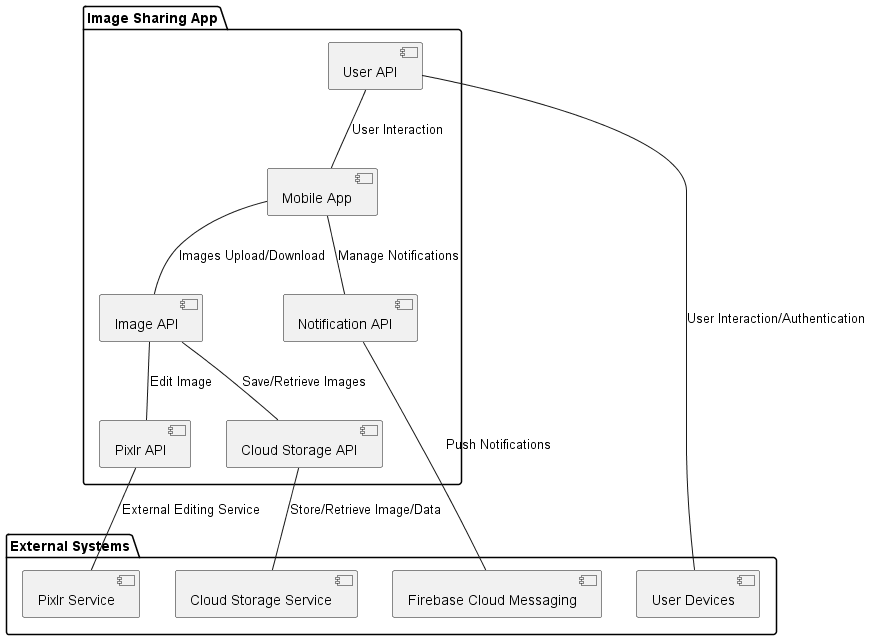 Image Sharing App
User API
User Interaction
Mobile App
Images Upload/Download
Manage Notifications
Image API
Notification API
User Interaction/Authentication
Edit Image
Save/Retrieve Images
Pixlr API
Cloud Storage API
Push Notifications
External Editing Service
Store/Retrieve Image/Data
External Systems
Pixlr Service
Cloud Storage Service
Firebase Cloud Messaging
User Devices